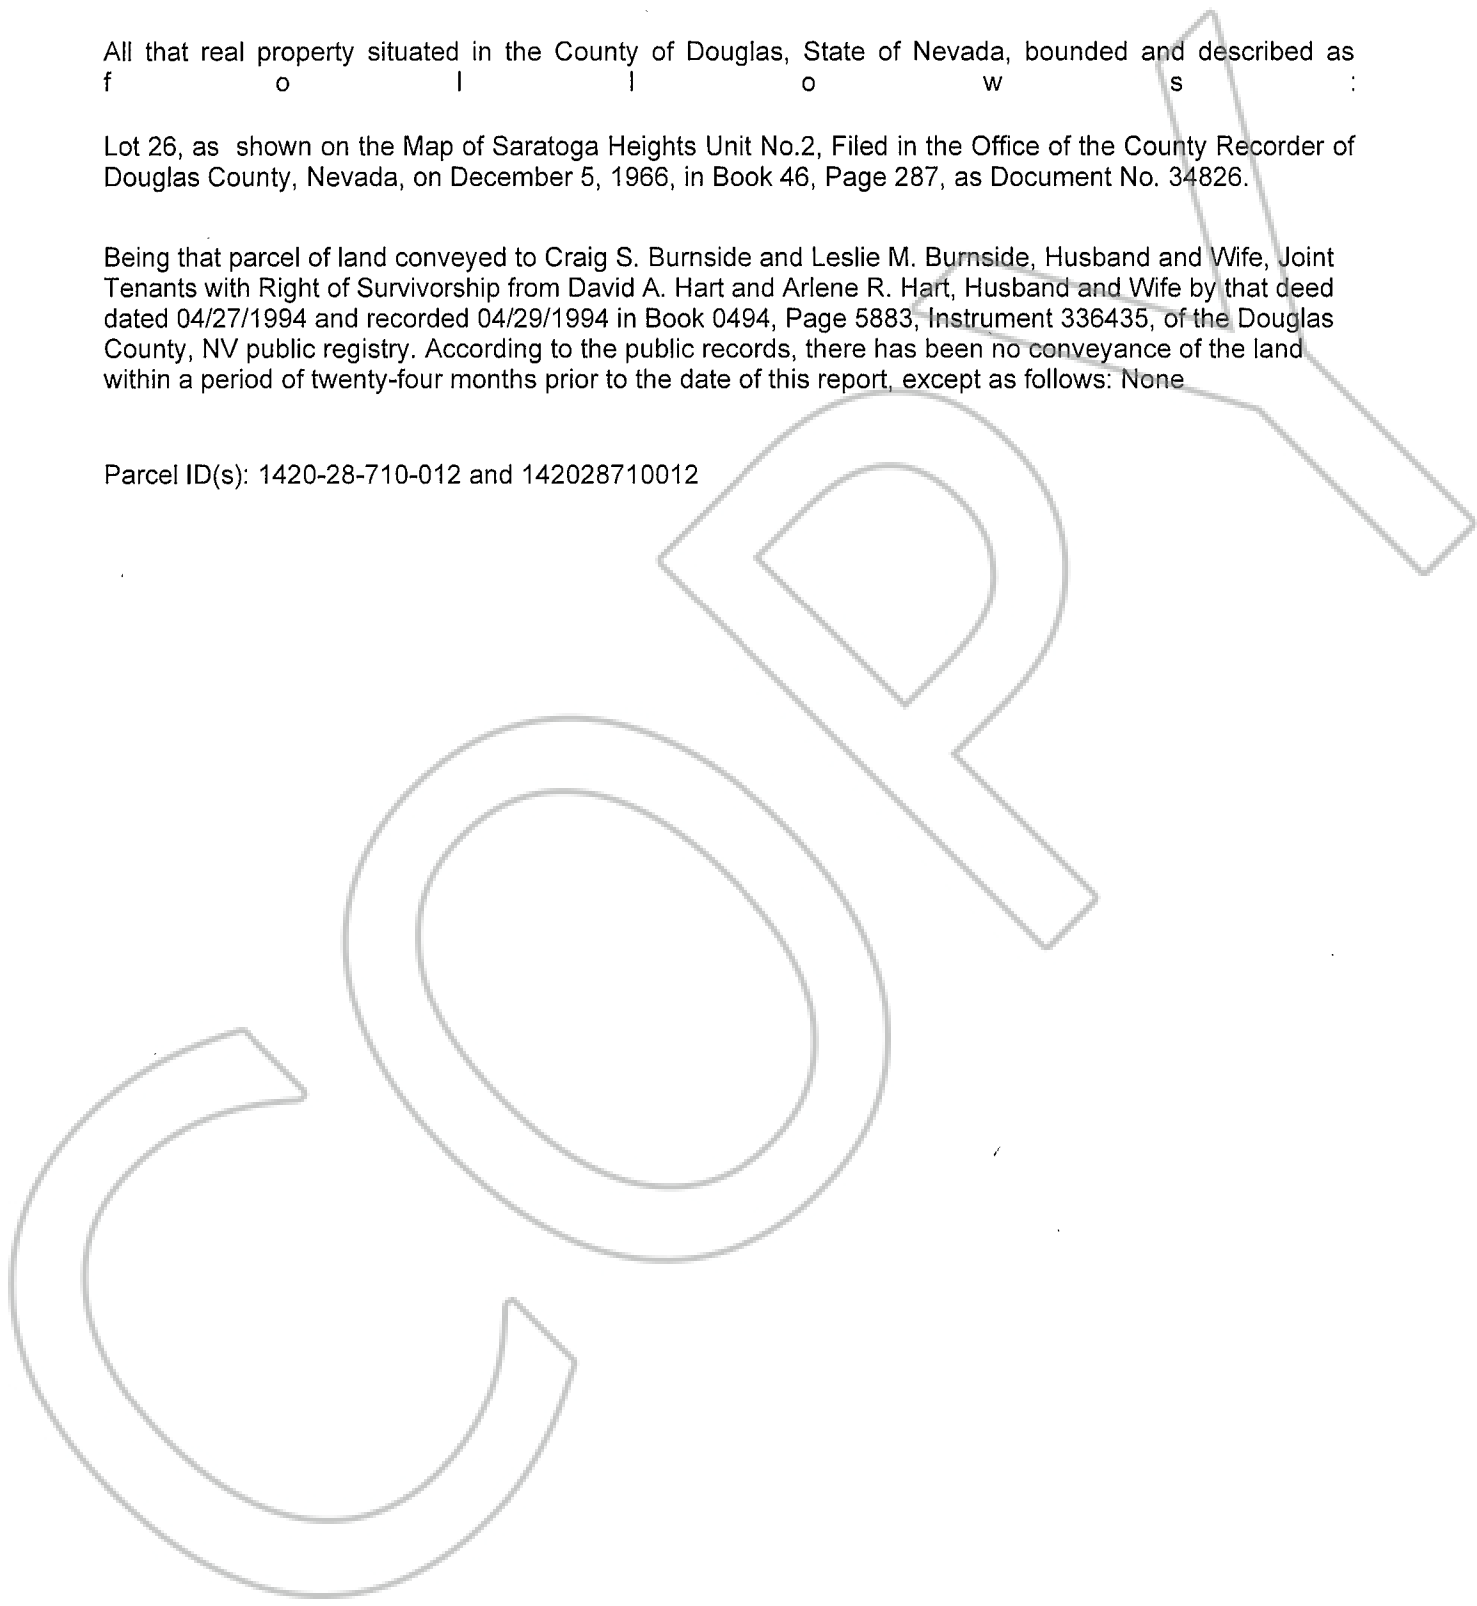 All that real property situated in the County of Douglas, State of Nevada, bounded and described as
f o l l o w s :
Lot 26, as shown on the Map of Saratoga Heights Unit No.2, Filed in the Office of the County Recorder of
Douglas County, Nevada, on December 5, 1966, in Book 46, Page 287, as Document No. 34826.
Being that parcel of land conveyed to Craig S. Burnside and Leslie M. Burnside, Husband and Wife, Joint
Tenants with Right of Survivorship from David A. Hart and Arlene R. Hart, Husband and Wife by that deed
dated 04/27/1994 and recorded 04/29/1994 in Book 0494, Page 5883, Instrument 336435, of the Douglas
County, NV public registry. According to the public records, there has been no conveyance of the land
within a period of twenty-four months prior to the date of this report, except as follows: None
Parcel ID(s): 1420-28-710-012 and 142028710012
COPY